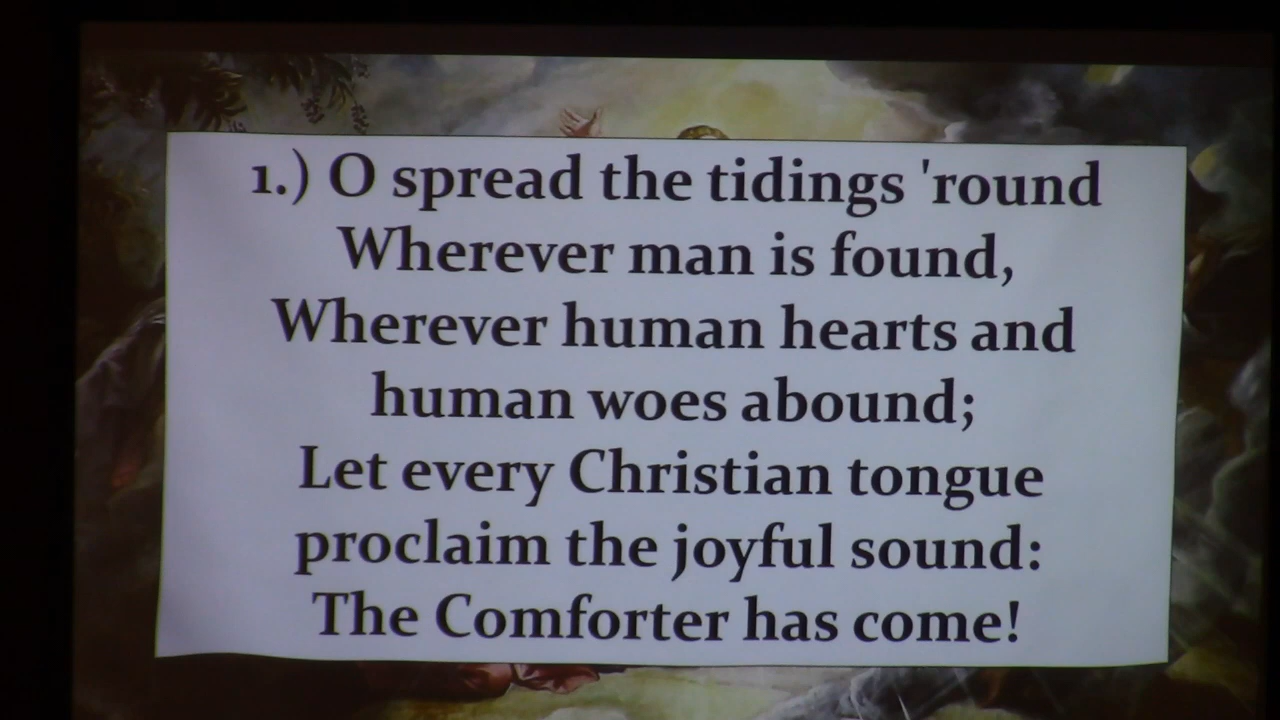 1.) O spread the tidings 'round
Wherever man is found,
Wherever human hearts and
human woes abound;
Let every Christian tongue
proclaim the joyful sound:
The Comforter has come!